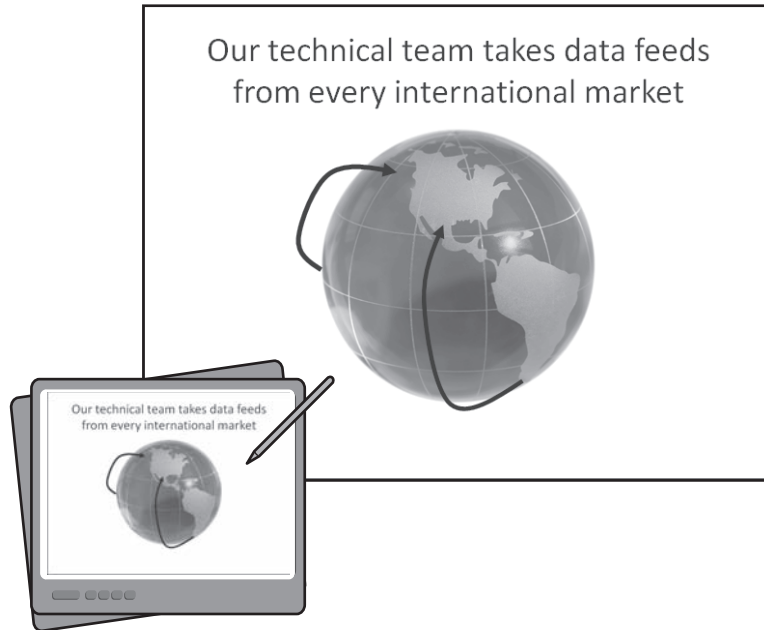 Our technical team takes data feeds
from every international market
Our technical team takes data feeds
from every international market